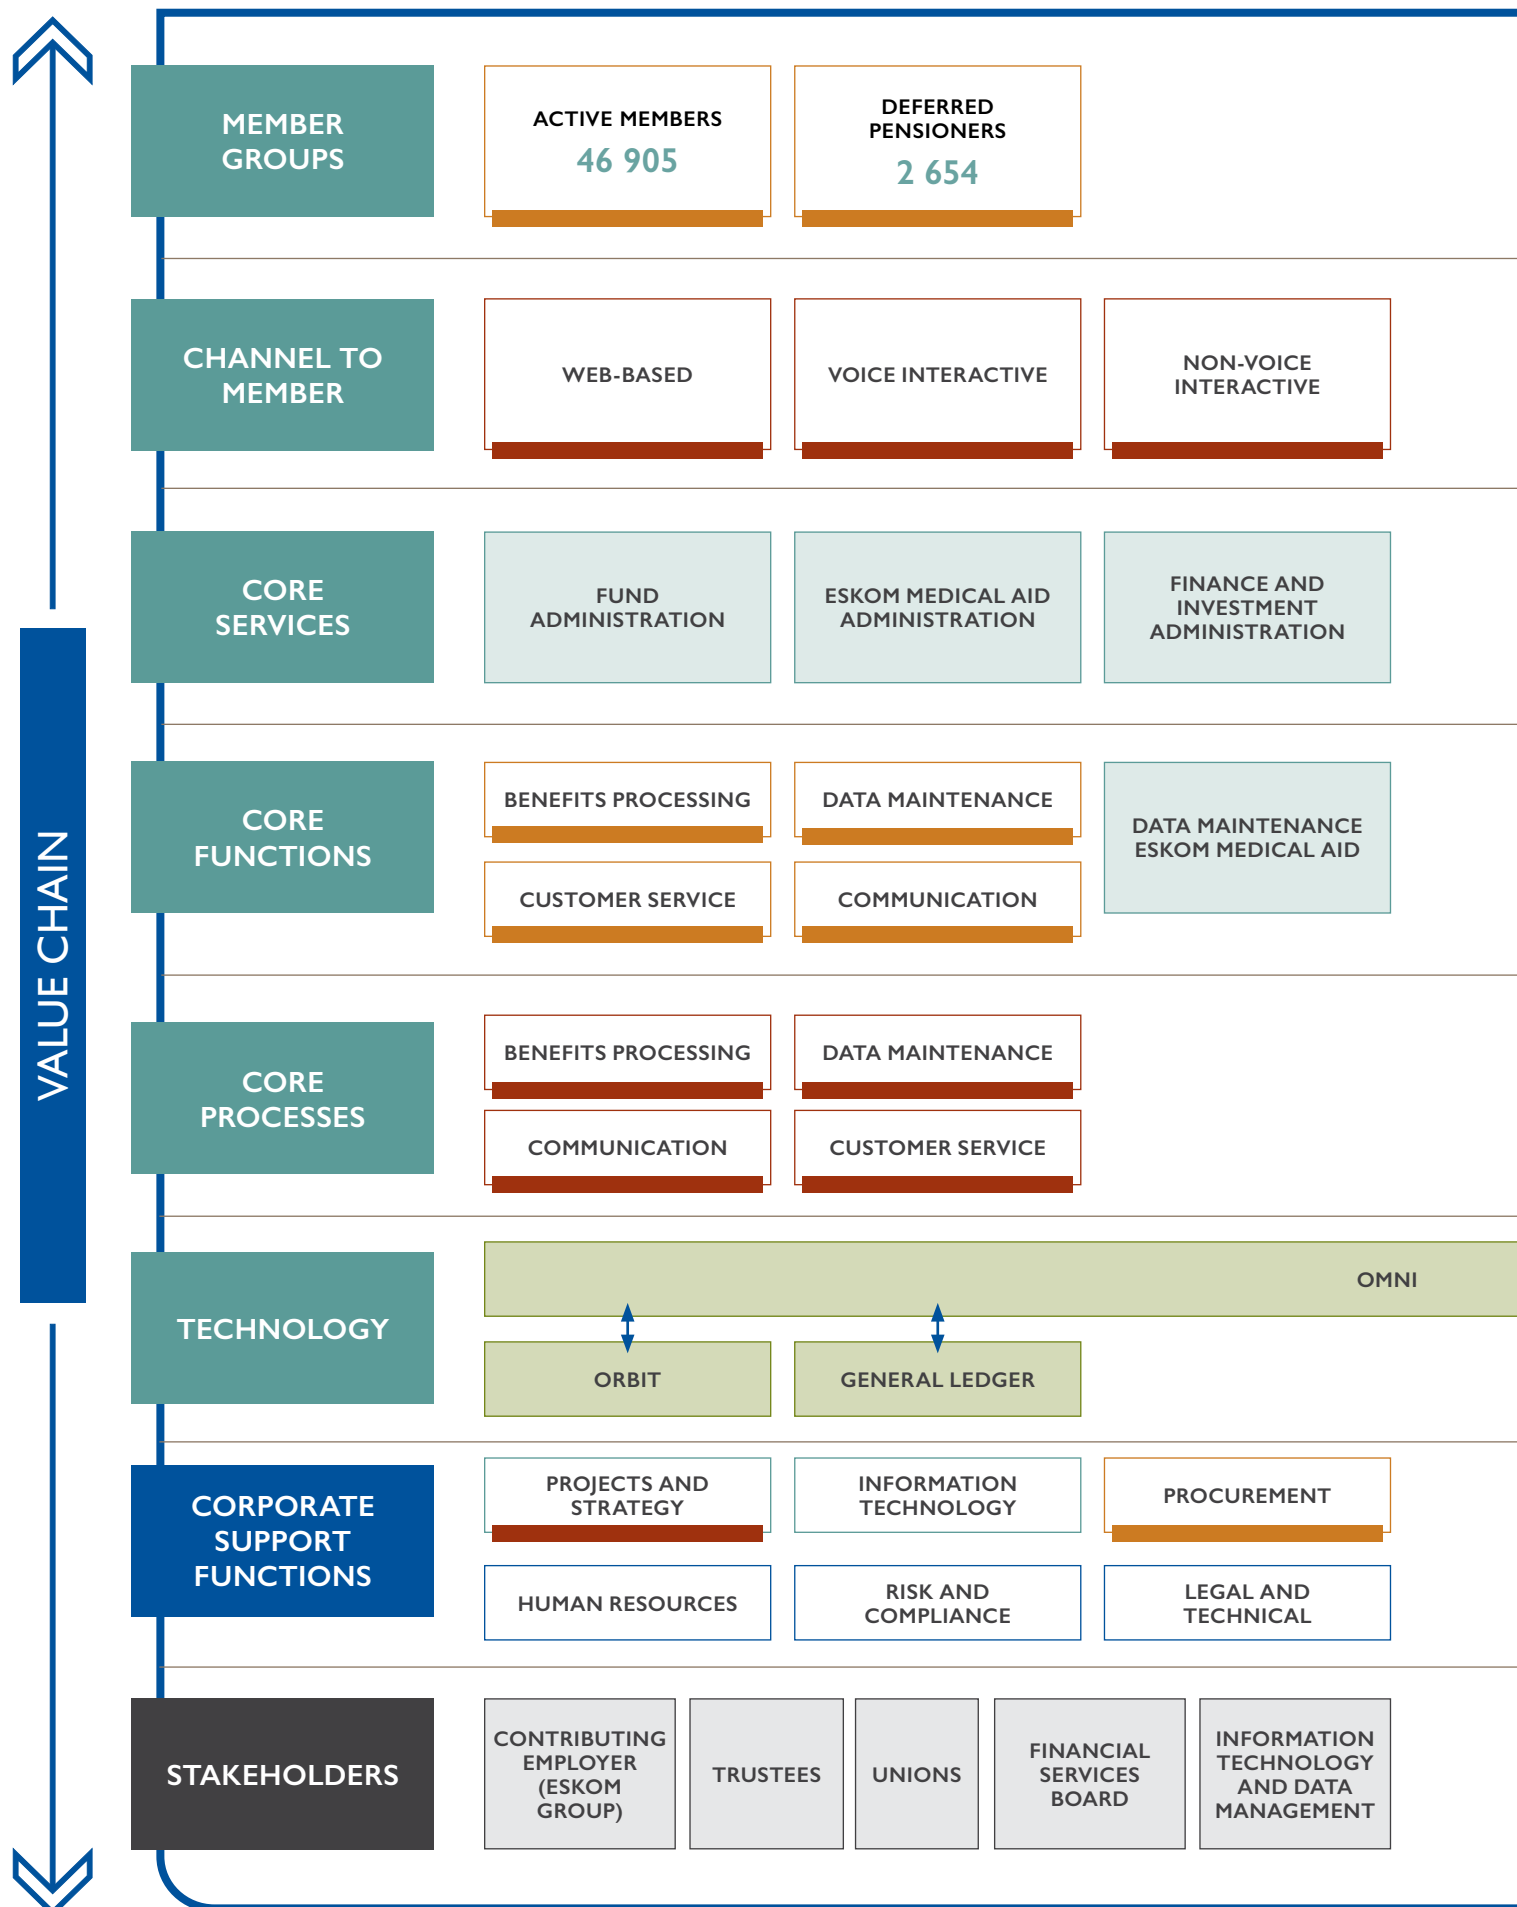 VALUE CHAIN
MEMBER
GROUPS
ACTIVE MEMBERS
46 905
DEFERRED
PENSIONERS
2 654
CHANNEL TO
MEMBER
WEB-BASED
VOICE INTERACTIVE
NON-VOICE
INTERACTIVE
CORE
SERVICES
FUND
ADMINISTRATION
ESKOM MEDICAL AID
ADMINISTRATION
FINANCE AND
INVESTMENT
ADMINISTRATION
CORE
FUNCTIONS
BENEFITS PROCESSING
DATA MAINTENANCE
CUSTOMER SERVICE
COMMUNICATION
DATA MAINTENANCE
ESKOM MEDICAL AID
CORE
PROCESSES
BENEFITS PROCESSING
DATA MAINTENANCE
COMMUNICATION
CUSTOMER SERVICE
TECHNOLOGY
OMNI
ORBIT
GENERAL LEDGER
CORPORATE
SUPPORT
FUNCTIONS
PROJECTS AND
STRATEGY
INFORMATION
TECHNOLOGY
PROCUREMENT
HUMAN RESOURCES
RISK AND
COMPLIANCE
LEGAL AND
TECHNICAL
STAKEHOLDERS
CONTRIBUTING
EMPLOYER
(ESKOM
GROUP)
TRUSTEES
UNIONS
FINANCIAL
SERVICES
BOARD
INFORMATION
TECHNOLOGY
AND DATA
MANAGEMENT